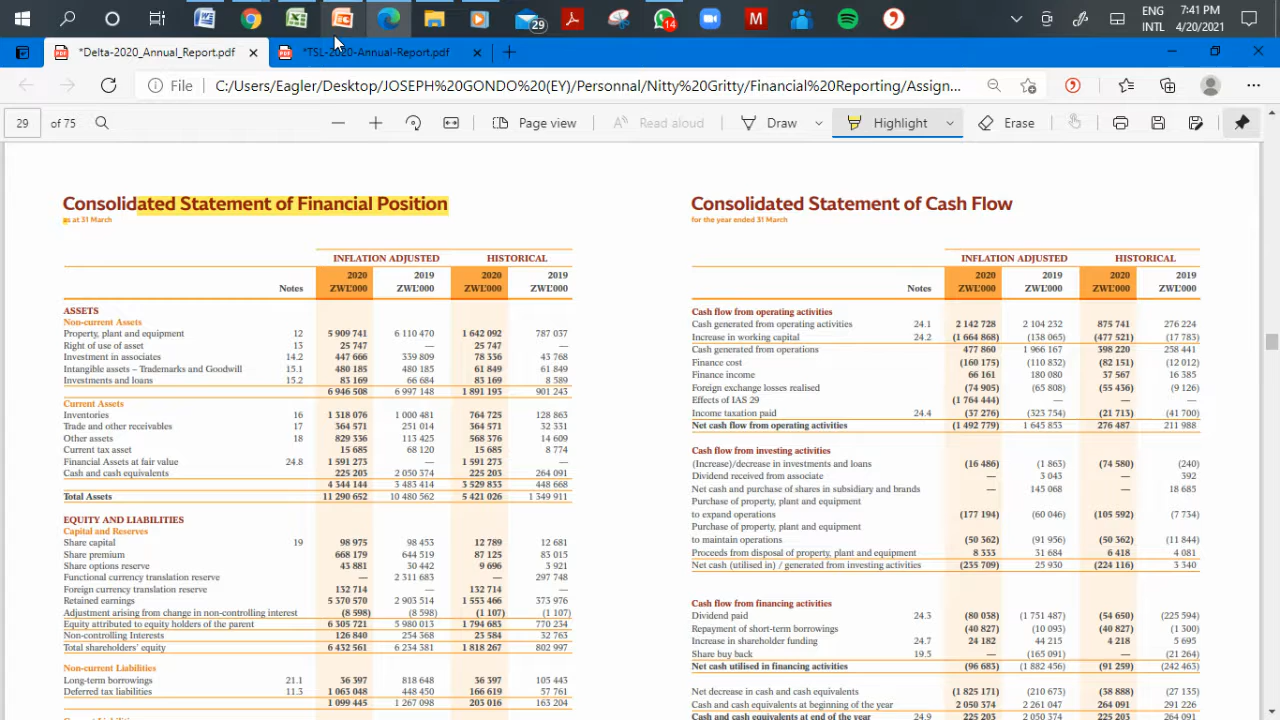 29
14
ENG
INTL
7:41 PM
4/20/2021
*Delta-2020_Annual_Report.pdf
*TSL-2020-Annual-Report.pdf
File C:/Users/Eagler/Desktop/JOSEPH%20GONDO%20(EY)/Personnal/Nitty%20Gritty/Financial%20Reporting/Assign...
29 of 75
Page view
Read aloud
Draw
Highlight
Erase
Consolidated Statement of Financial Position
as at 31 March
INFLATION ADJUSTED HISTORICAL
2020 2019 2020 2019
Notes ZWL'000 ZWL'000 ZWL'000 ZWL'000
ASSETS
Non-current Assets
Property, plant and equipment 12 5 909 741 6 110 470 1 642 092 787 037
Right of use of asset 13 25 747 — 25 747 —
Investment in associates 14.2 447 666 339 809 78 336 43 768
Intangible assets – Trademarks and Goodwill 15.1 480 185 480 185 61 849 61 849
Investments and loans 15.2 83 169 66 684 83 169 8 589
6 946 508 6 997 148 1 891 193 901 243
Current Assets
Inventories 16 1 318 076 1 000 481 764 725 128 863
Trade and other receivables 17 364 571 251 014 364 571 32 331
Other assets 18 829 336 113 425 568 376 14 609
Current tax asset 15 685 68 120 15 685 8 774
Financial Assets at fair value 24.8 1 591 273 — 1 591 273 —
Cash and cash equivalents 225 203 2 050 374 225 203 264 091
4 344 144 3 483 414 3 529 833 448 668
Total Assets 11 290 652 10 480 562 5 421 026 1 349 911
EQUITY AND LIABILITIES
Capital and Reserves
Share capital 19 98 975 98 453 12 789 12 681
Share premium 668 179 644 519 87 125 83 015
Share options reserve 43 881 30 442 9 696 3 921
Functional currency translation reserve — 2 311 683 — 297 748
Foreign currency translation reserve 132 714 — 132 714 —
Retained earnings 5 370 570 2 903 514 1 553 466 373 976
Adjustment arising from change in non-controlling interest (8 598) (8 598) (1 107) (1 107)
Equity attributed to equity holders of the parent 6 305 721 5 980 013 1 794 683 770 234
Non-controlling Interests 126 840 254 368 23 584 32 763
Total shareholders' equity 6 432 561 6 234 381 1 818 267 802 997
Non-current Liabilities
Long-term borrowings 21.1 36 397 818 648 36 397 105 443
Deferred tax liabilities 11.3 1 063 048 448 450 166 619 57 761
1 099 445 1 267 098 203 016 163 204
Consolidated Statement of Cash Flow
for the year ended 31 March
INFLATION ADJUSTED HISTORICAL
2020 2019 2020 2019
Notes ZWL'000 ZWL'000 ZWL'000 ZWL'000
Cash flow from operating activities
Cash generated from operating activities 24.1 2 142 728 2 104 232 875 741 276 224
Increase in working capital 24.2 (1 664 868) (138 065) (477 521) (17 783)
Cash generated from operations 477 860 1 966 167 398 220 258 441
Finance cost (160 175) (110 832) (82 151) (12 012)
Finance income 66 161 180 080 37 567 16 385
Foreign exchange losses realised (74 905) (65 808) (55 436) (9 126)
Effects of IAS 29 (1 764 444) — — —
Income taxation paid 24.4 (37 276) (323 754) (21 713) (41 700)
Net cash flow from operating activities (1 492 779) 1 645 853 276 487 211 988
Cash flow from investing activities
(Increase)/decrease in investments and loans (16 486) (1 863) (74 580) (240)
Dividend received from associate — 3 043 — 392
Net cash and purchase of shares in subsidiary and brands — 145 068 — 18 685
Purchase of property, plant and equipment
to expand operations (177 194) (60 046) (105 592) (7 734)
Purchase of property, plant and equipment
to maintain operations (50 362) (91 956) (50 362) (11 844)
Proceeds from disposal of property, plant and equipment 8 333 31 684 6 418 4 081
Net cash (utilised in) / generated from investing activities (235 709) 25 930 (224 116) 3 340
Cash flow from financing activities
Dividend paid 24.3 (80 038) (1 751 487) (54 650) (225 594)
Repayment of short-term borrowings (40 827) (10 093) (40 827) (1 300)
Increase in shareholder funding 24.7 24 182 44 215 4 218 5 695
Share buy back 19.5 — (165 091) — (21 264)
Net cash utilised in financing activities (96 683) (1 882 456) (91 259) (242 463)
Net decrease in cash and cash equivalents (1 825 171) (210 673) (38 888) (27 135)
Cash and cash equivalents at beginning of the year 2 050 374 2 261 047 264 091 291 226
Cash and cash equivalents at end of the year 24.9 225 203 2 050 374 225 203 264 091